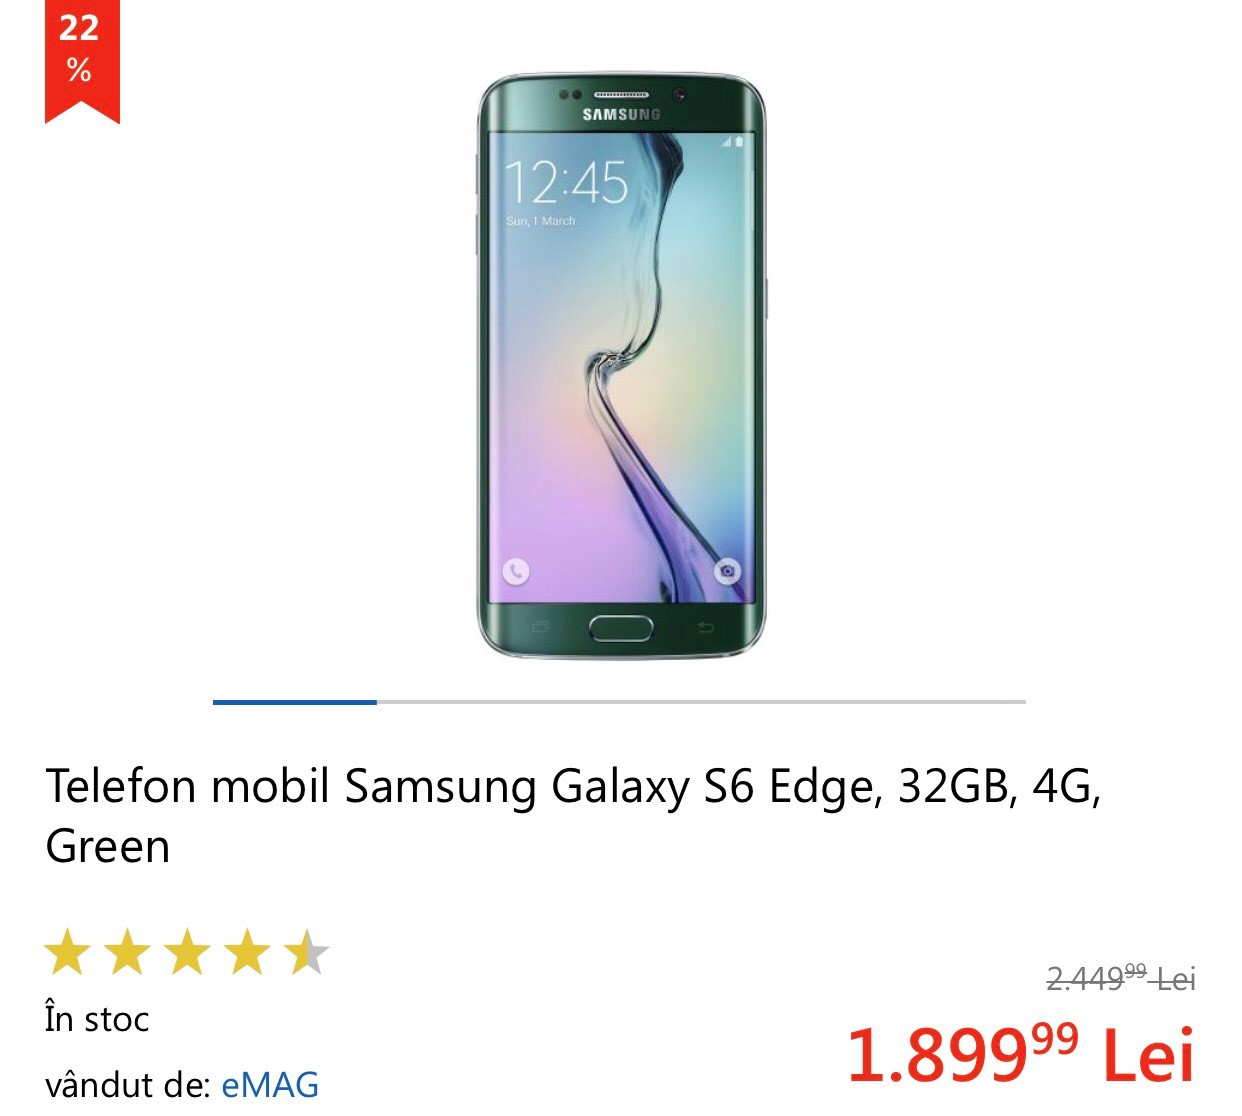 22
%
SAMSUNG
12:45
Sun, 1 March
Telefon mobil Samsung Galaxy S6 Edge, 32GB, 4G,
Green
2.449⁹⁹ Lei
În stoc
1.899⁹⁹ Lei
vândut de: eMAG